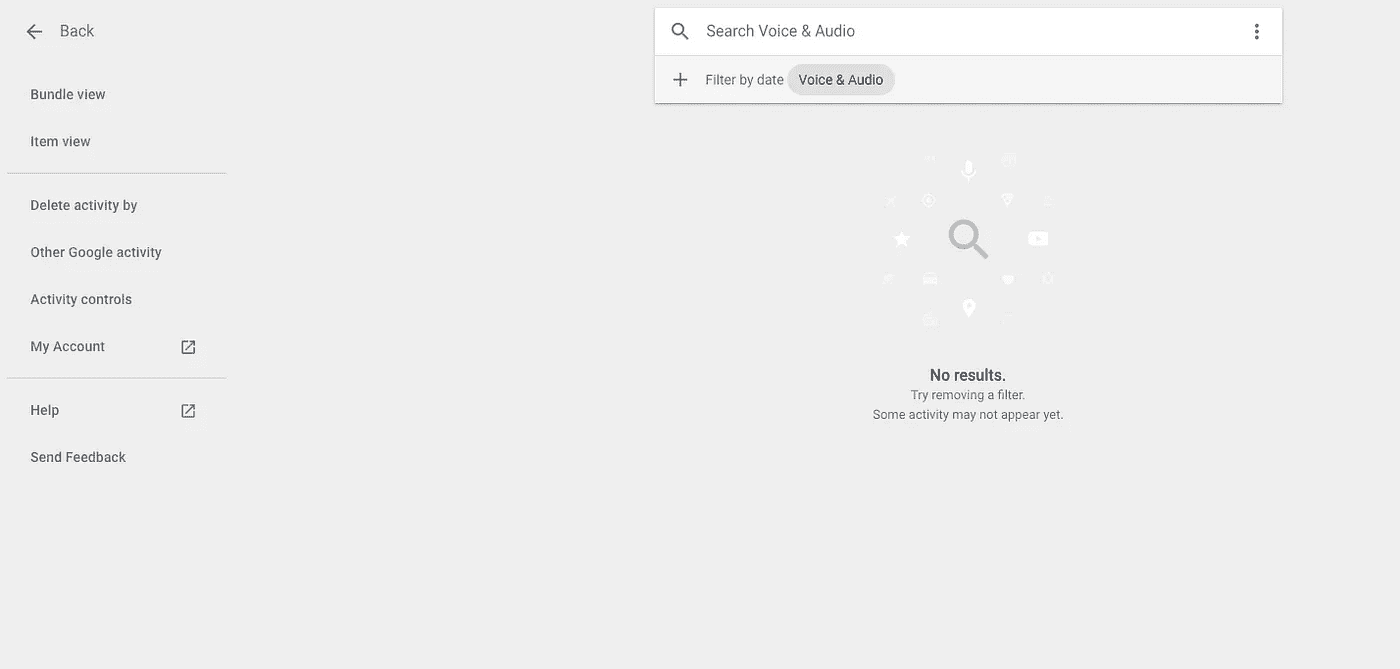 Back
Bundle view
Item view
Delete activity by
Other Google activity
Activity controls
My Account
Help
Send Feedback
Search Voice & Audio
Filter by date Voice & Audio
No results.
Try removing a filter.
Some activity may not appear yet.